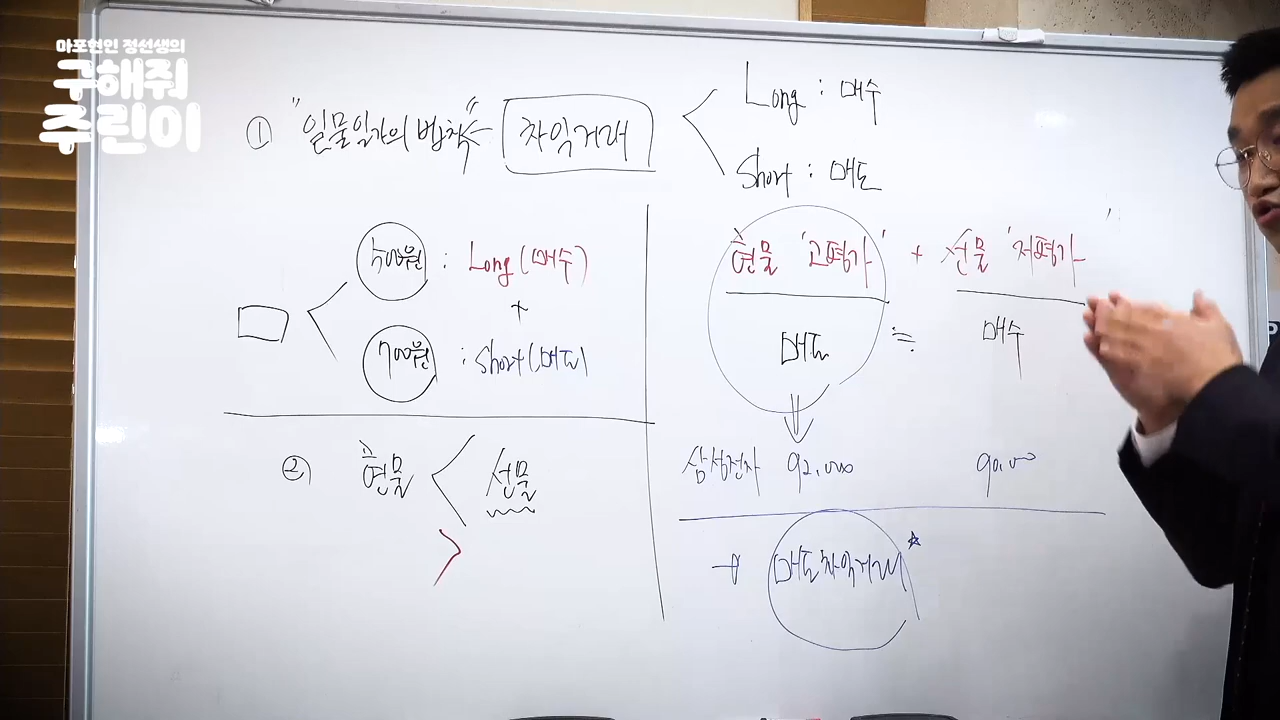 마포현인 정선생의
구해줘
주린이
① "일물일가의 법칙" 차익거래
Long : 매수
Short : 매도
500원 : Long (매수)
+
700원 : Short (매도)
현물 '고평가' + 선물 '저평가'
매도 ≒ 매수
삼성전자 92,000 90,000
② 현물 < 선물
>
→ 매도차익거래 ☆
P